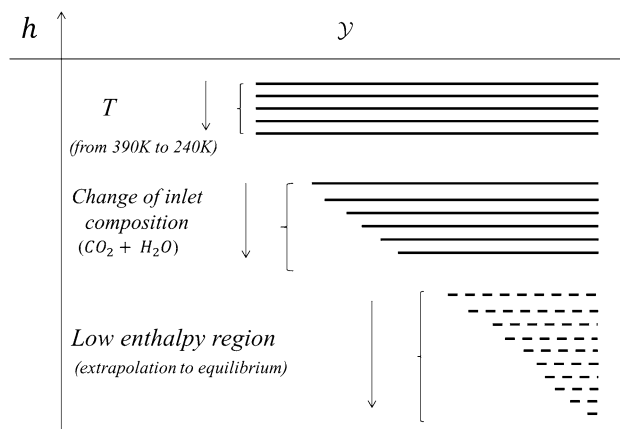 h
𝒴
T
(from 390K to 240K)
Change of inlet
composition
(CO₂ + H₂O)
Low enthalpy region
(extrapolation to equilibrium)